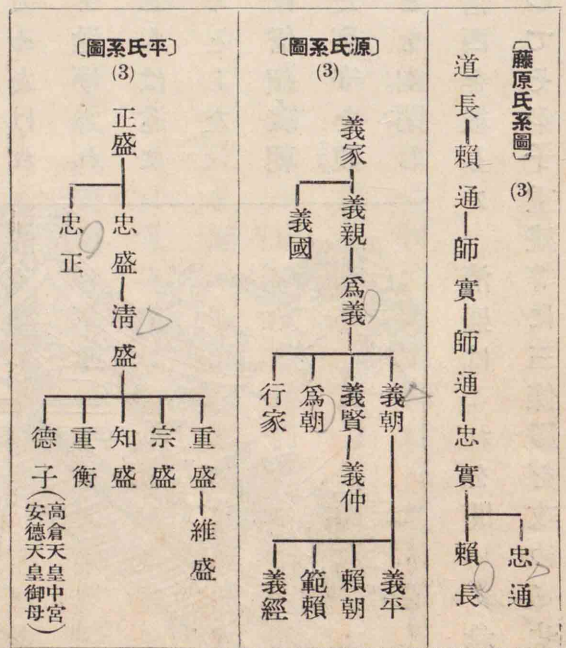 〔藤原氏系圖〕(3)
道長―賴通―師實―師通―忠實
忠通
賴長
〔源氏系圖〕
(3)
義家―義親―爲義
義國
義朝
義賢―義仲
爲朝
行家
義平
賴朝
範賴
義經
〔平氏系圖〕
(3)
正盛―忠盛―淸盛
忠正
重盛―維盛
宗盛
知盛
重衡
德子(高倉天皇中宮
安德天皇御母)